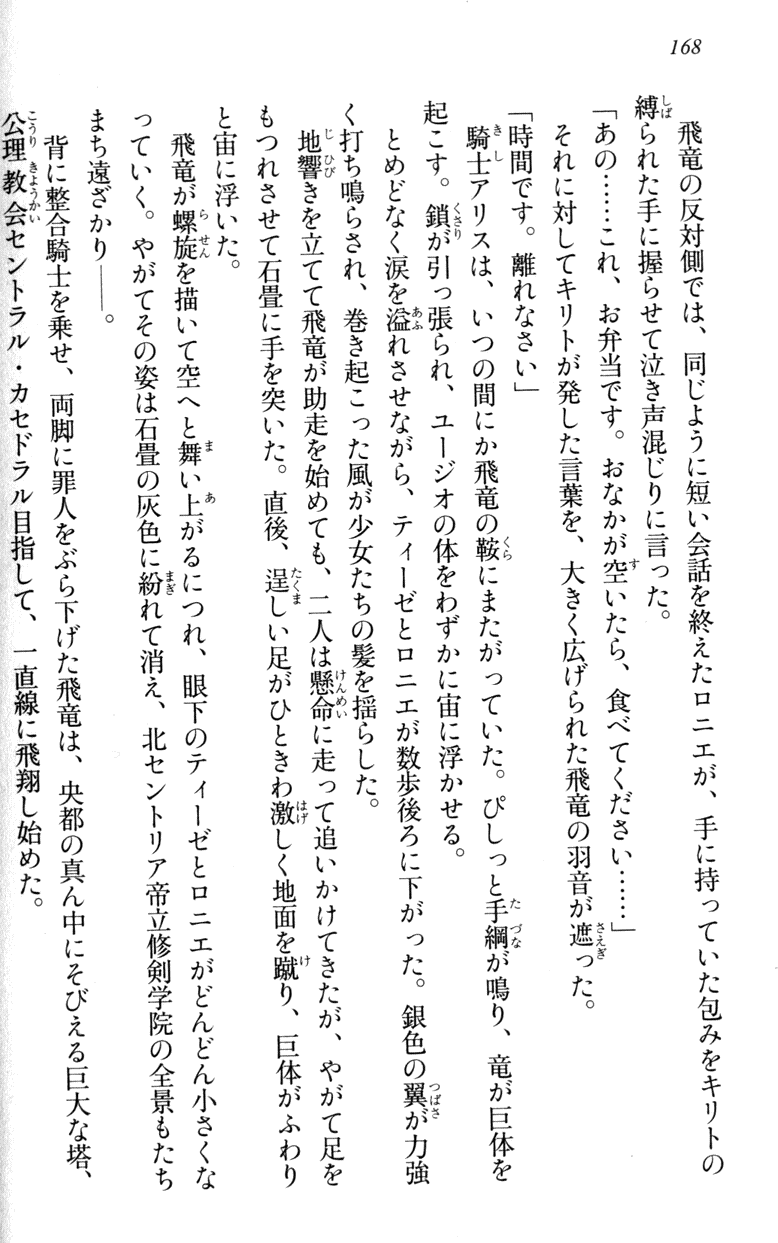 168
飛竜の反対側では、同じように短い会話を終えたロニエが、手に持っていた包みをキリトの
縛られた手に握らせて泣き声混じりに言った。
「あの……これ、お弁当です。おなかが空いたら、食べてください……」
それに対してキリトが発した言葉を、大きく広げられた飛竜の羽音が遮った。
「時間です。離れなさい」
騎士アリスは、いつの間にか飛竜の鞍にまたがっていた。ぴしっと手綱が鳴り、竜が巨体を
起こす。鎖が引っ張られ、ユージオの体をわずかに宙に浮かせる。
とめどなく涙を溢れさせながら、ティーゼとロニエが数歩後ろに下がった。銀色の翼が力強
く打ち鳴らされ、巻き起こった風が少女たちの髪を揺らした。
地響きを立てて飛竜が助走を始めても、二人は懸命に走って追いかけてきたが、やがて足を
もつれさせて石畳に手を突いた。直後、逞しい足がひときわ激しく地面を蹴り、巨体がふわり
と宙に浮いた。
飛竜が螺旋を描いて空へと舞い上がるにつれ、眼下のティーゼとロニエがどんどん小さくな
っていく。やがてその姿は石畳の灰色に紛れて消え、北セントリア帝立修剣学院の全景もたち
まち遠ざかり――。
背に整合騎士を乗せ、両脚に罪人をぶら下げた飛竜は、央都の真ん中にそびえる巨大な塔、
公理教会セントラル・カセドラル目指して、一直線に飛翔し始めた。